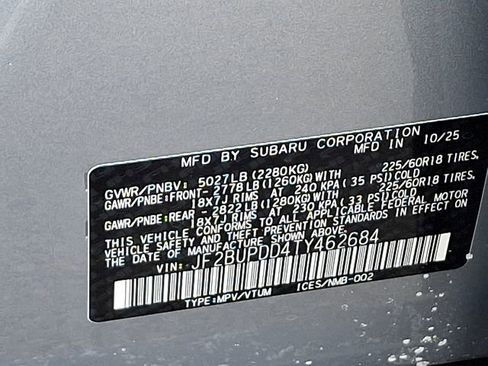 MFD BY SUBARU CORPORATION 10/25
GVWR/PNBV: 5027LB(2280KG)
GAWR/PNBE:FRONT- 2778LB(1260KG)WITH 225/60R18 TIRES,
18X7J RIMS AT 240 KPA(35 PSI)COLD
GAWR/PNBE:REAR - 2822LB(1280KG)WITH 225/60R18 TIRES,
18X7J RIMS AT 230 KPA(33 PSI)COLD
THIS VEHICLE CONFORMS TO ALL APPLICABLE FEDERAL MOTOR
VEHICLE SAFETY AND THEFT PREVENTION STANDARDS IN EFFECT ON
THE DATE OF MANUFACTURE SHOWN ABOVE.
VIN: JF2BUPDD4TY462684
TYPE:MPV/VTUM ICES/NMB-002